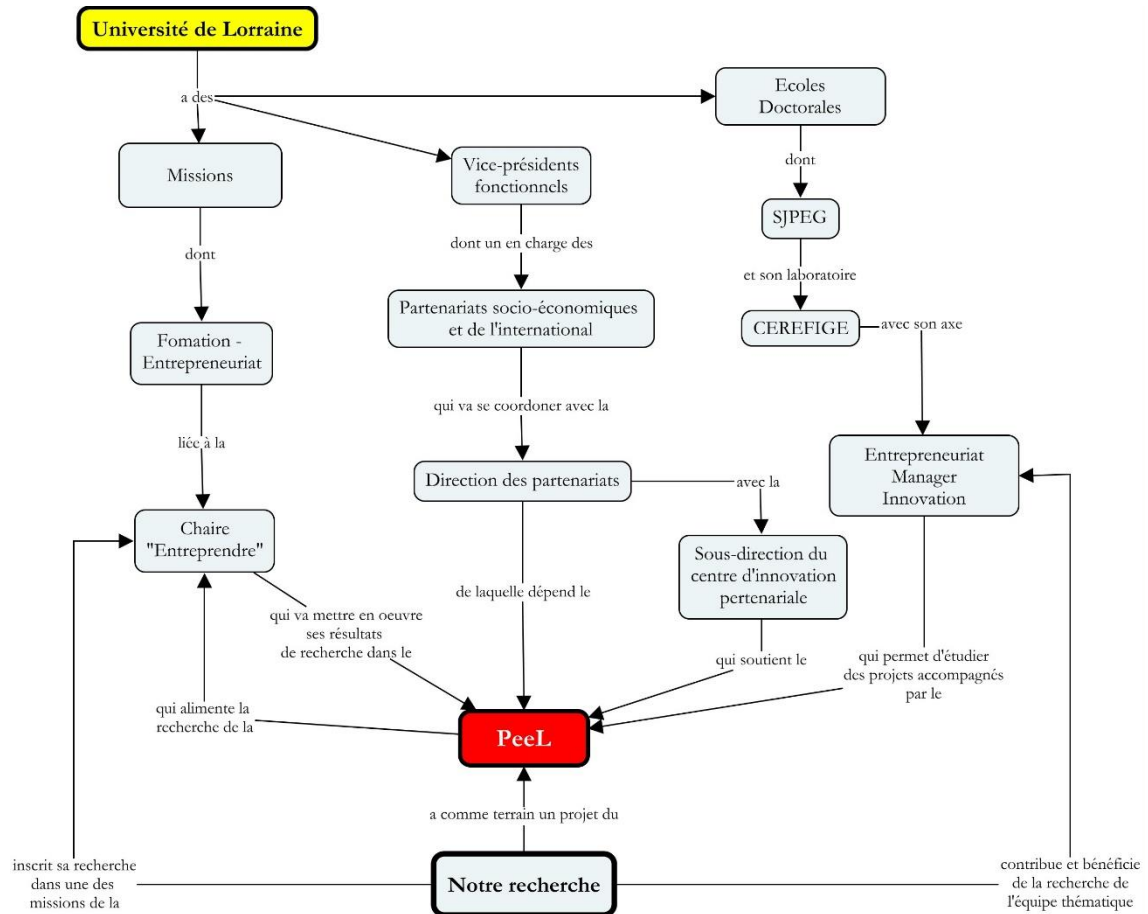 Université de Lorraine
a des
Ecoles
Doctorales
Missions
Vice-présidents
fonctionnels
dont
SJPEG
dont
dont un en charge des
et son laboratoire
Partenariats socio-économiques
et de l'international
CEREFIGE
avec son axe
Fomation -
Entrepreneuriat
qui va se coordoner avec la
liée à la
Entrepreneuriat
Manager
Innovation
Direction des partenariats
avec la
Chaire
"Entreprendre"
Sous-direction du
centre d'innovation
pertenariale
de laquelle dépend le
qui va mettre en oeuvre
ses résultats
de recherche dans le
qui soutient le
qui permet d'étudier
des projets accompagnés
par le
qui alimente la
recherche de la
PeeL
a comme terrain un projet du
inscrit sa recherche
dans une des
missions de la
Notre recherche
contribue et bénéficie
de la recherche de
l'équipe thématique